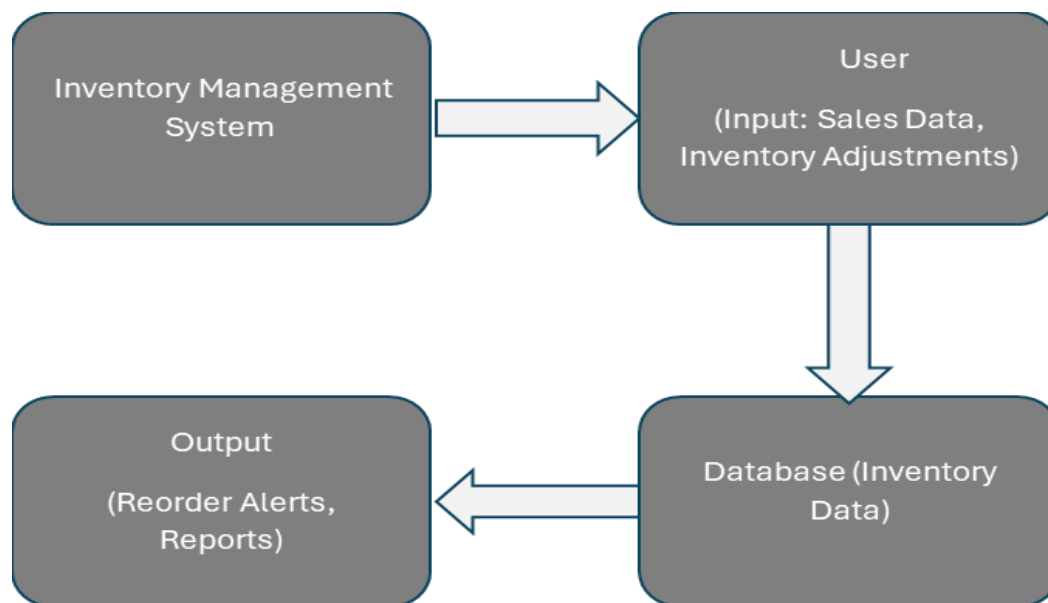 Inventory Management
System
User
(Input: Sales Data,
Inventory Adjustments)
Database (Inventory
Data)
Output
(Reorder Alerts,
Reports)